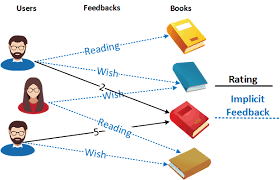 Users Feedbacks Books
Reading
Wish
2
Wish
Rating
Implicit
Feedback
5
Reading
Wish